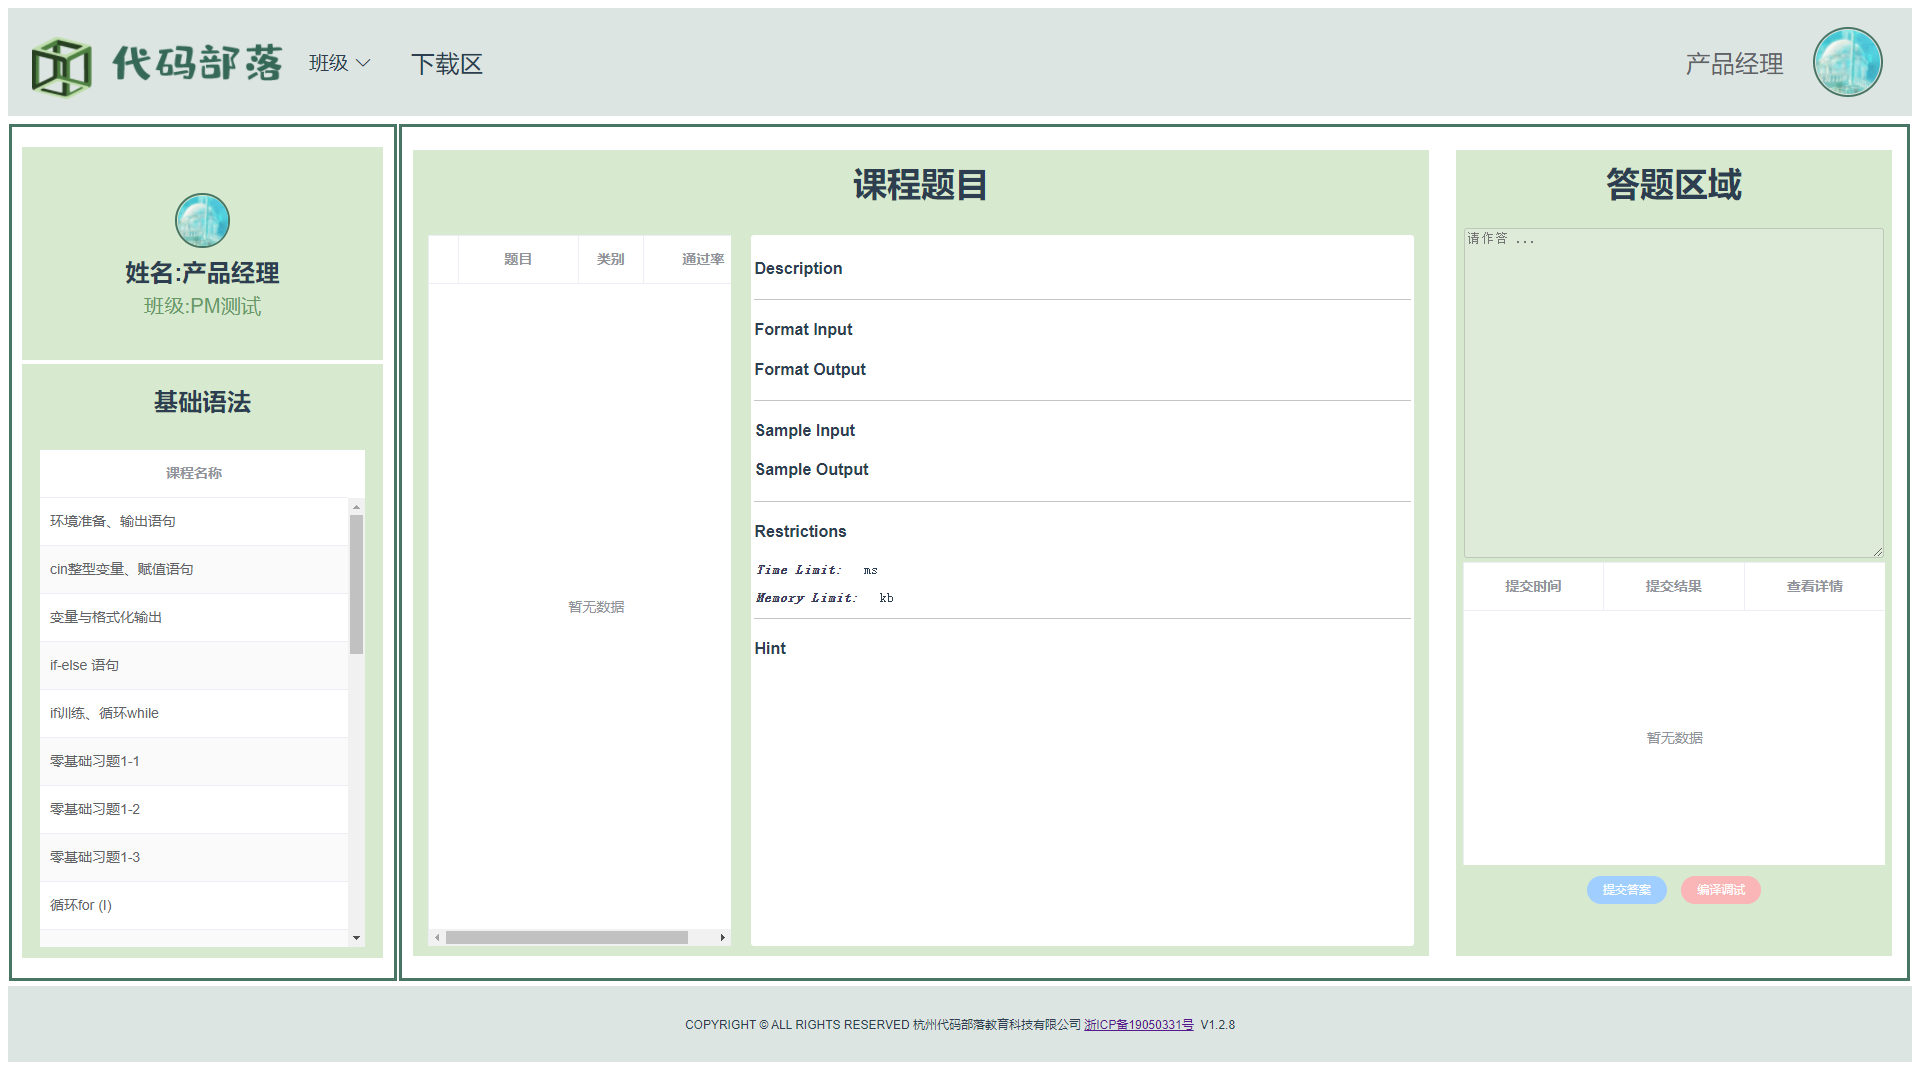 代码部落
班级
下载区
产品经理
姓名:产品经理
班级:PM测试
基础语法
课程名称
环境准备、输出语句
cin整型变量、赋值语句
变量与格式化输出
if-else 语句
if训练、循环while
零基础习题1-1
零基础习题1-2
零基础习题1-3
循环for (I)
课程题目
题目 类别 通过率
暂无数据
Description
Format Input
Format Output
Sample Input
Sample Output
Restrictions
Time Limit: ms
Memory Limit: kb
Hint
答题区域
请作答 ...
提交时间 提交结果 查看详情
暂无数据
提交答案 编译调试
COPYRIGHT © ALL RIGHTS RESERVED 杭州代码部落教育科技有限公司 浙ICP备19050331号 V1.2.8